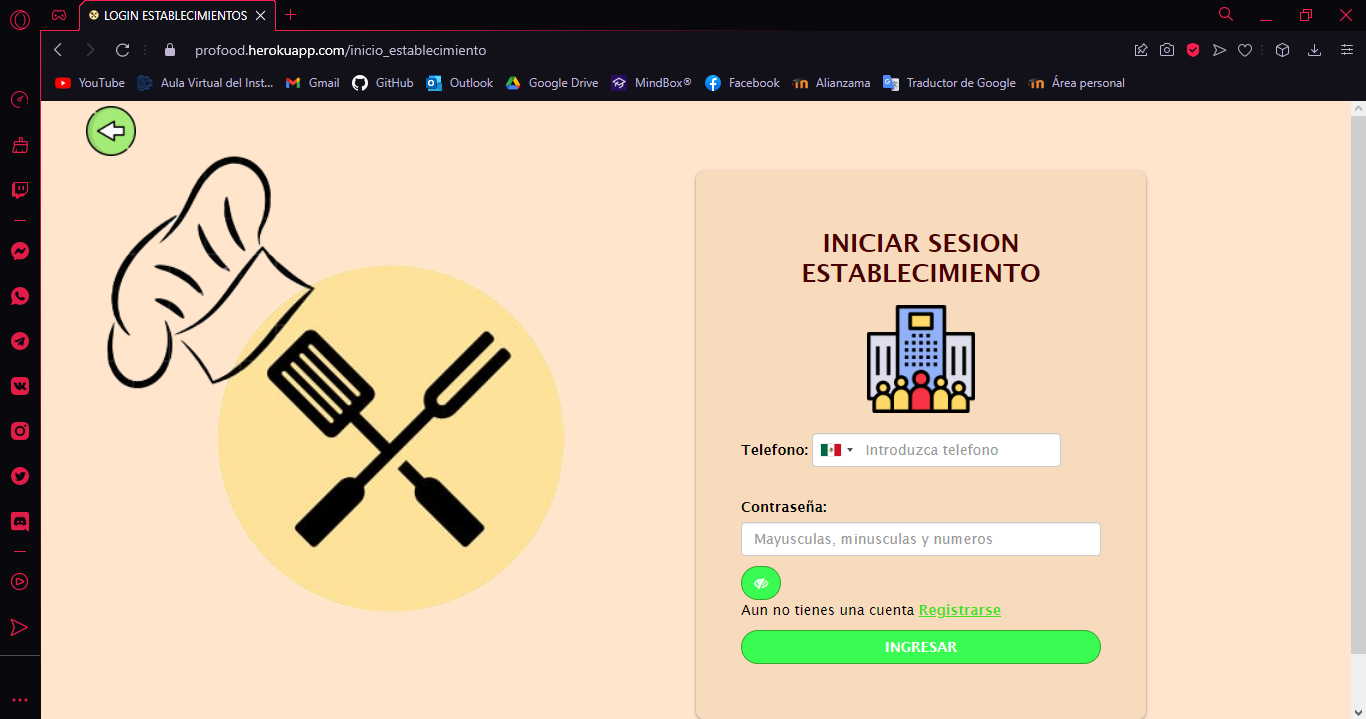 LOGIN ESTABLECIMIENTOS
profood.herokuapp.com/inicio_establecimiento
YouTube Aula Virtual del Inst... Gmail GitHub Outlook Google Drive MindBox® Facebook Alianzama Traductor de Google Área personal
INICIAR SESION
ESTABLECIMIENTO
Telefono: Introduzca telefono
Contraseña:
Mayusculas, minusculas y numeros
Aun no tienes una cuenta Registrarse
INGRESAR